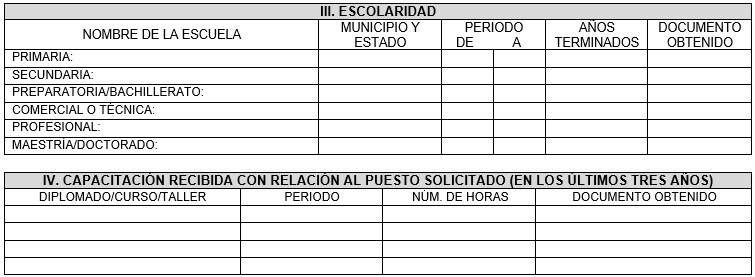 III. ESCOLARIDAD
NOMBRE DE LA ESCUELA
MUNICIPIO Y
ESTADO
PERIODO
DE A
AÑOS
TERMINADOS
DOCUMENTO
OBTENIDO
PRIMARIA:
SECUNDARIA:
PREPARATORIA/BACHILLERATO:
COMERCIAL O TÉCNICA:
PROFESIONAL:
MAESTRÍA/DOCTORADO:
IV. CAPACITACIÓN RECIBIDA CON RELACIÓN AL PUESTO SOLICITADO (EN LOS ÚLTIMOS TRES AÑOS)
DIPLOMADO/CURSO/TALLER PERIODO NÚM. DE HORAS DOCUMENTO OBTENIDO